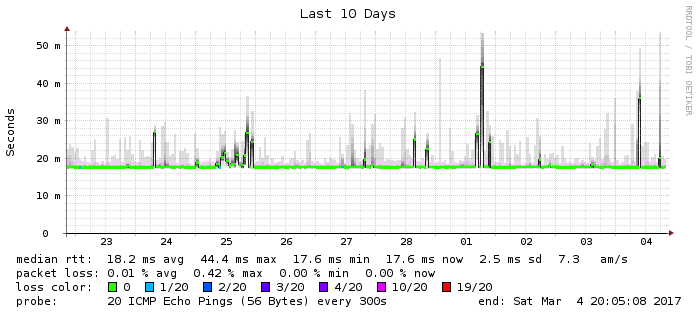 Last 10 Days
RRDTOOL / TOBI OETIKER
Seconds
50 m
40 m
30 m
20 m
10 m
0
23 24 25 26 27 28 01 02 03 04
median rtt: 18.2 ms avg 44.4 ms max 17.6 ms min 17.6 ms now 2.5 ms sd 7.3 am/s
packet loss: 0.01 % avg 0.42 % max 0.00 % min 0.00 % now
loss color: 0 1/20 2/20 3/20 4/20 10/20 19/20
probe: 20 ICMP Echo Pings (56 Bytes) every 300s end: Sat Mar 4 20:05:08 2017